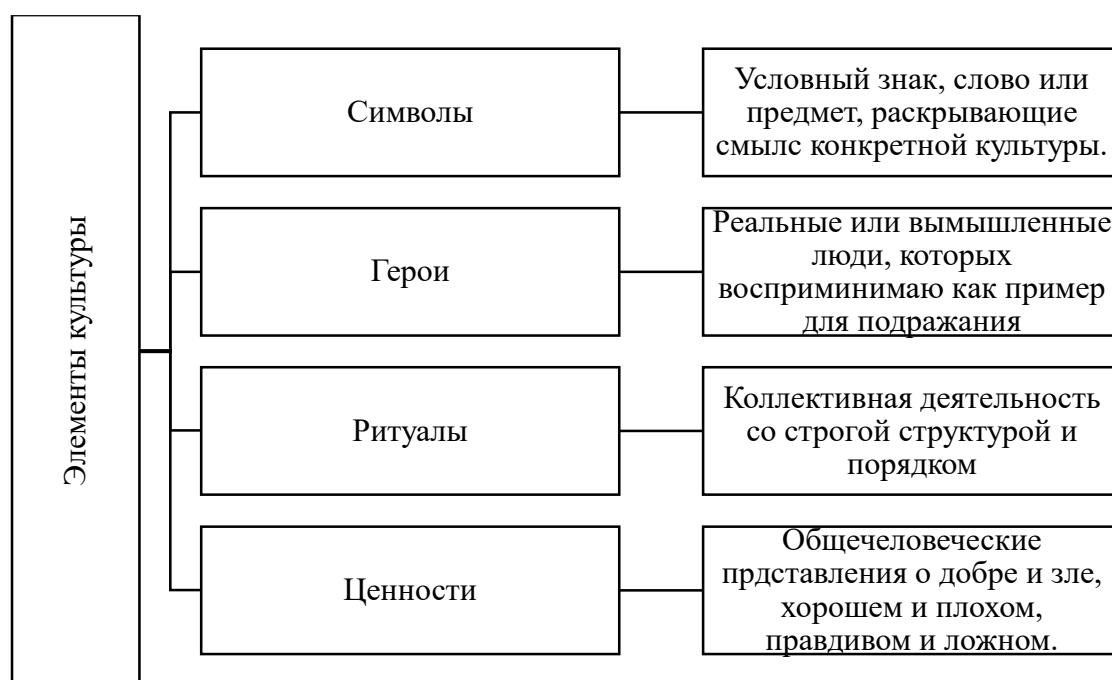 Элементы культуры
Символы
Условный знак, слово или
предмет, раскрывающие
смылс конкретной культуры.
Герои
Реальные или вымышленные
люди, которых
восприминимаю как пример
для подражания
Ритуалы
Коллективная деятельность
со строгой структурой и
порядком
Ценности
Общечеловеческие
прдставления о добре и зле,
хорошем и плохом,
правдивом и ложном.